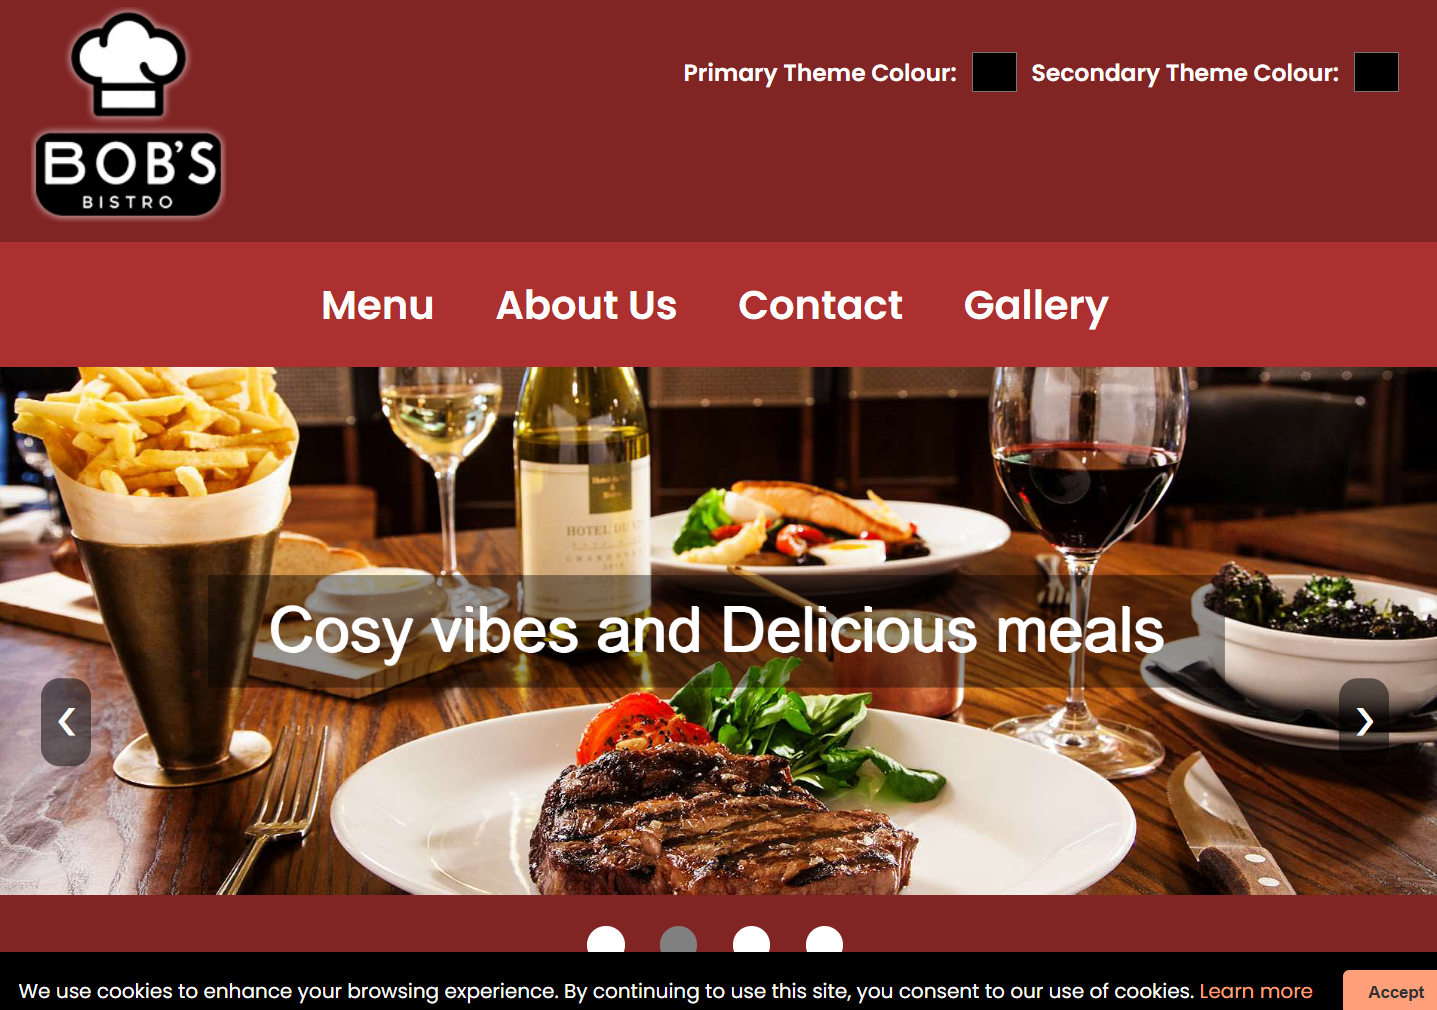 BOB'S
BISTRO
Primary Theme Colour:
Secondary Theme Colour:
Menu
About Us
Contact
Gallery
HOTEL DU
Cosy vibes and Delicious meals
❮
❯
We use cookies to enhance your browsing experience. By continuing to use this site, you consent to our use of cookies. Learn more
Accept